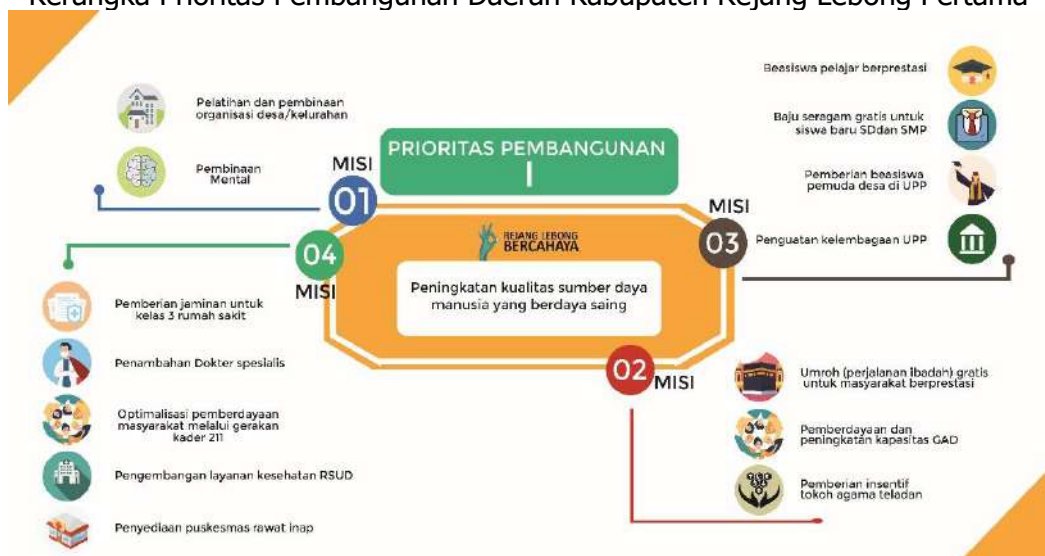 Kerangka Prioritas Pembangunan Daerah Kabupaten Rejang Lebong Pertama
PRIORITAS PEMBANGUNAN
I
REJANG LEBONG
BERCAHAYA
Peningkatan kualitas sumber daya
manusia yang berdaya saing
MISI
01
Pelatihan dan pembinaan
organisasi desa/kelurahan
Pembinaan
Mental
04
MISI
Pemberian jaminan untuk
kelas 3 rumah sakit
Penambahan Dokter spesialis
Optimalisasi pemberdayaan
masyarakat melalui gerakan
kader 211
Pengembangan layanan kesehatan RSUD
Penyediaan puskesmas rawat inap
MISI
03
Beasiswa pelajar berprestasi
Baju seragam gratis untuk
siswa baru SDdan SMP
Pemberian beasiswa
pemuda desa di UPP
Penguatan kelembagaan UPP
02
MISI
Umroh (perjalanan ibadah) gratis
untuk masyarakat berprestasi
Pemberdayaan dan
peningkatan kapasitas GAD
Pemberian insentif
tokoh agama teladan